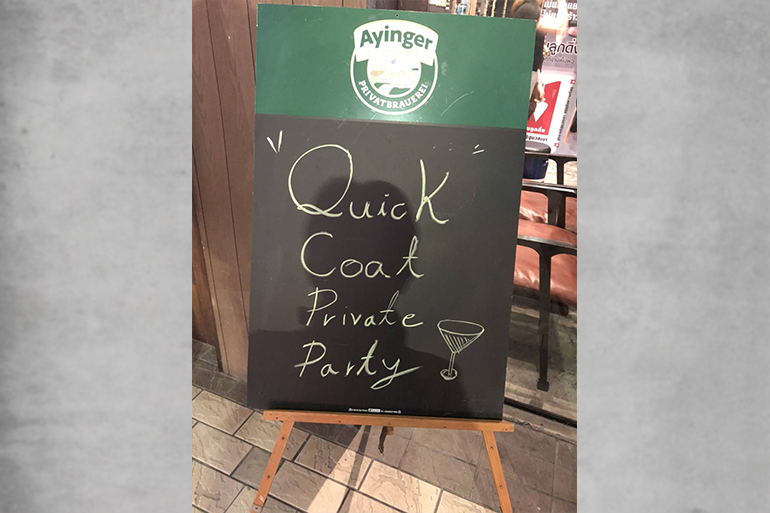 Ayinger
PRIVATBRAUEREI
"Quick"
Coat
Private
Party